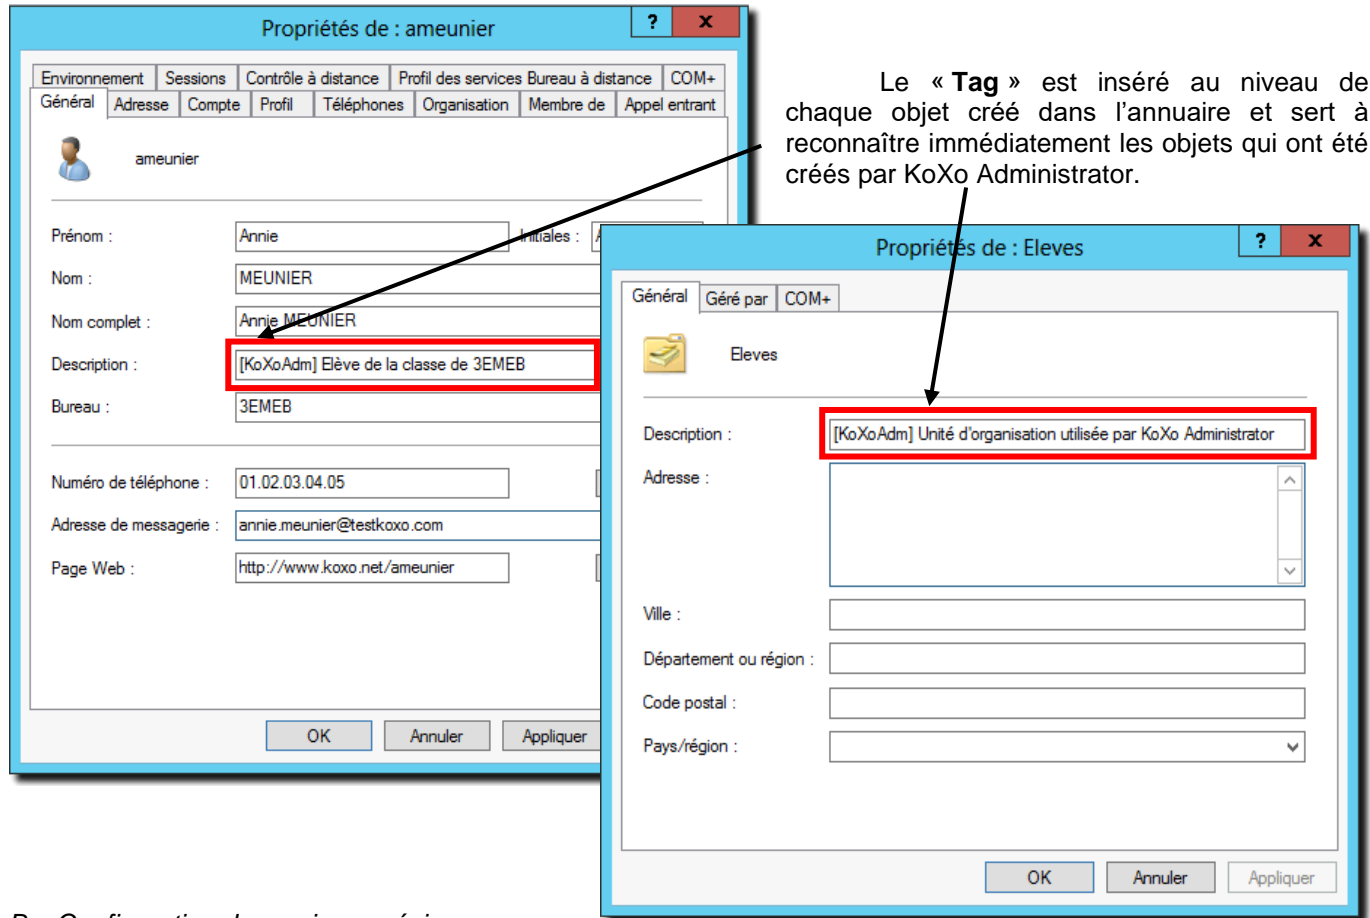 Propriétés de : ameunier
? x
Environnement Sessions Contrôle à distance Profil des services Bureau à distance COM+
Général Adresse Compte Profil Téléphones Organisation Membre de Appel entrant
ameunier
Prénom : Annie Initiales : A
Nom : MEUNIER
Nom complet : Annie MEUNIER
Description : [KoXoAdm] Elève de la classe de 3EMEB
Bureau : 3EMEB
Numéro de téléphone : 01.02.03.04.05
Adresse de messagerie : annie.meunier@testkoxo.com
Page Web : http://www.koxo.net/ameunier
OK Annuler Appliquer
Le « Tag » est inséré au niveau de
chaque objet créé dans l'annuaire et sert à
reconnaître immédiatement les objets qui ont été
créés par KoXo Administrator.
Propriétés de : Eleves
? x
Général Géré par COM+
Eleves
Description : [KoXoAdm] Unité d'organisation utilisée par KoXo Administrator
Adresse :
Ville :
Département ou région :
Code postal :
Pays/région :
OK Annuler Appliquer